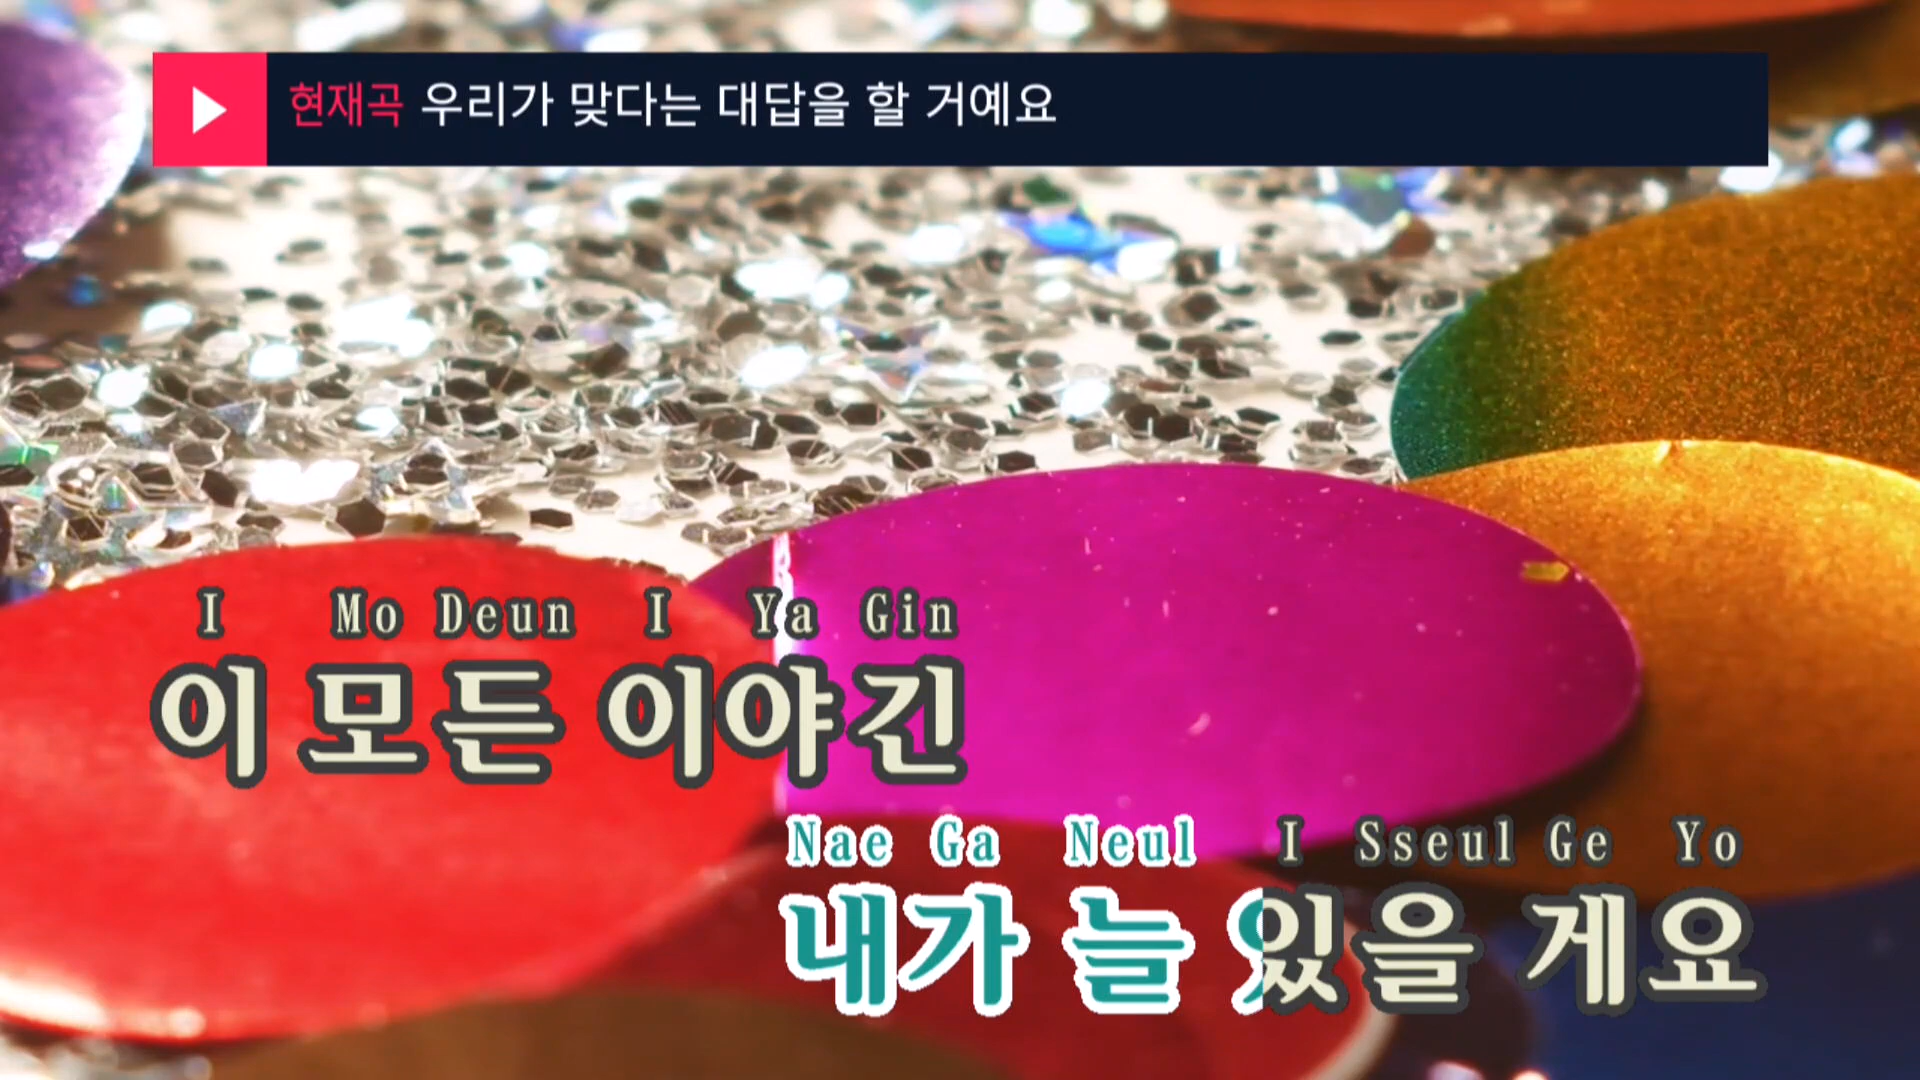 현재곡 우리가 맞다는 대답을 할 거예요
I Mo Deun I Ya Gin
이 모든 이야긴
Nae Ga Neul I Sseul Ge Yo
내가 늘 있을 게요